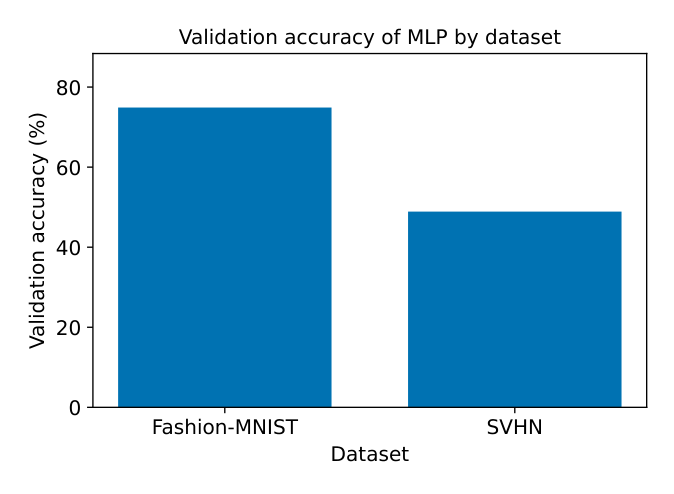 Validation accuracy of MLP by dataset
Validation accuracy (%)
80
60
40
20
0
Fashion-MNIST
SVHN
Dataset